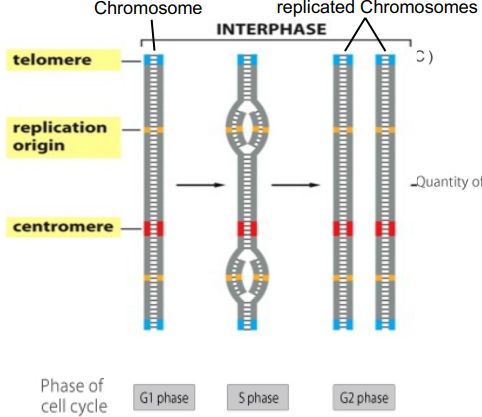 Chromosome
replicated Chromosomes
INTERPHASE
telomere
C)
replication
origin
Quantity of
centromere
Phase of
cell cycle
G1 phase
S phase
G2 phase